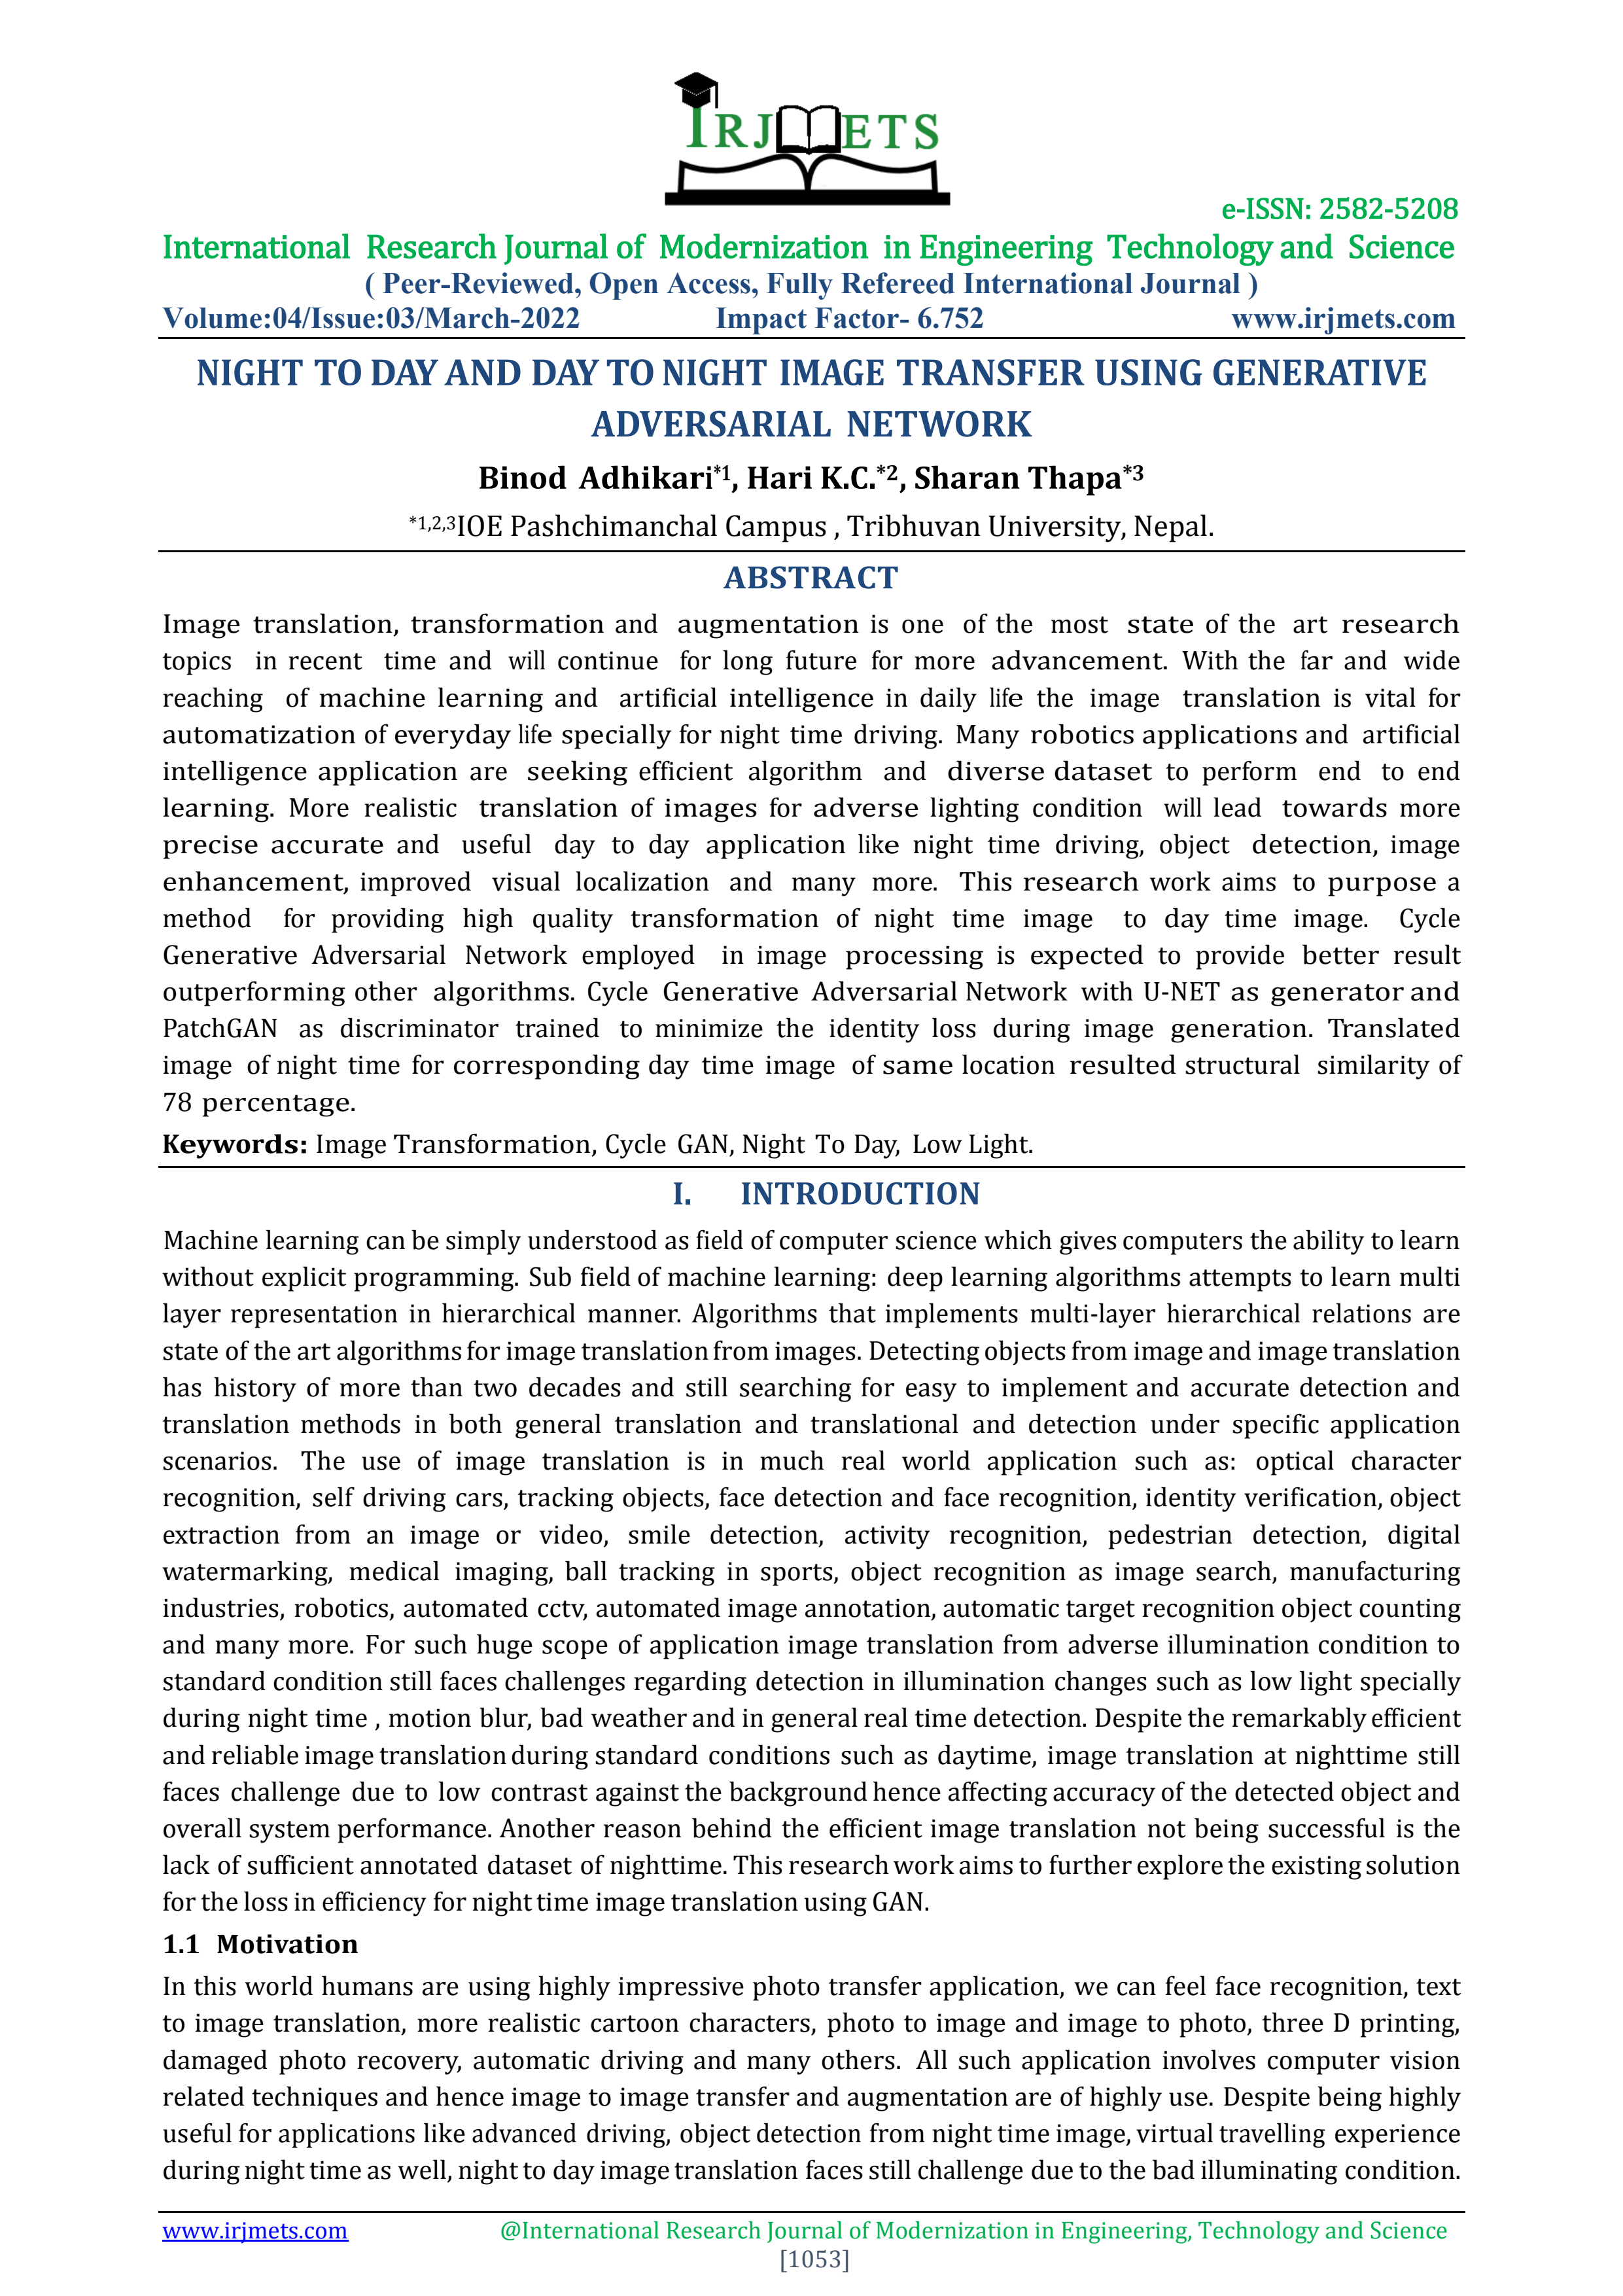 IRJMETS
e-ISSN: 2582-5208
International Research Journal of Modernization in Engineering Technology and Science
( Peer-Reviewed, Open Access, Fully Refereed International Journal )
Volume:04/Issue:03/March-2022 Impact Factor- 6.752 www.irjmets.com
NIGHT TO DAY AND DAY TO NIGHT IMAGE TRANSFER USING GENERATIVE
ADVERSARIAL NETWORK
Binod Adhikari*1, Hari K.C.*2, Sharan Thapa*3
*1,2,3IOE Pashchimanchal Campus , Tribhuvan University, Nepal.
ABSTRACT
Image translation, transformation and augmentation is one of the most state of the art research
topics in recent time and will continue for long future for more advancement. With the far and wide
reaching of machine learning and artificial intelligence in daily life the image translation is vital for
automatization of everyday life specially for night time driving. Many robotics applications and artificial
intelligence application are seeking efficient algorithm and diverse dataset to perform end to end
learning. More realistic translation of images for adverse lighting condition will lead towards more
precise accurate and useful day to day application like night time driving, object detection, image
enhancement, improved visual localization and many more. This research work aims to purpose a
method for providing high quality transformation of night time image to day time image. Cycle
Generative Adversarial Network employed in image processing is expected to provide better result
outperforming other algorithms. Cycle Generative Adversarial Network with U-NET as generator and
PatchGAN as discriminator trained to minimize the identity loss during image generation. Translated
image of night time for corresponding day time image of same location resulted structural similarity of
78 percentage.
Keywords: Image Transformation, Cycle GAN, Night To Day, Low Light.
I. INTRODUCTION
Machine learning can be simply understood as field of computer science which gives computers the ability to learn
without explicit programming. Sub field of machine learning: deep learning algorithms attempts to learn multi
layer representation in hierarchical manner. Algorithms that implements multi-layer hierarchical relations are
state of the art algorithms for image translation from images. Detecting objects from image and image translation
has history of more than two decades and still searching for easy to implement and accurate detection and
translation methods in both general translation and translational and detection under specific application
scenarios. The use of image translation is in much real world application such as: optical character
recognition, self driving cars, tracking objects, face detection and face recognition, identity verification, object
extraction from an image or video, smile detection, activity recognition, pedestrian detection, digital
watermarking, medical imaging, ball tracking in sports, object recognition as image search, manufacturing
industries, robotics, automated cctv, automated image annotation, automatic target recognition object counting
and many more. For such huge scope of application image translation from adverse illumination condition to
standard condition still faces challenges regarding detection in illumination changes such as low light specially
during night time , motion blur, bad weather and in general real time detection. Despite the remarkably efficient
and reliable image translation during standard conditions such as daytime, image translation at nighttime still
faces challenge due to low contrast against the background hence affecting accuracy of the detected object and
overall system performance. Another reason behind the efficient image translation not being successful is the
lack of sufficient annotated dataset of nighttime. This research work aims to further explore the existing solution
for the loss in efficiency for night time image translation using GAN.
1.1 Motivation
In this world humans are using highly impressive photo transfer application, we can feel face recognition, text
to image translation, more realistic cartoon characters, photo to image and image to photo, three D printing,
damaged photo recovery, automatic driving and many others. All such application involves computer vision
related techniques and hence image to image transfer and augmentation are of highly use. Despite being highly
useful for applications like advanced driving, object detection from night time image, virtual travelling experience
during night time as well, night to day image translation faces still challenge due to the bad illuminating condition.
www.irjmets.com @International Research Journal of Modernization in Engineering, Technology and Science
[1053]